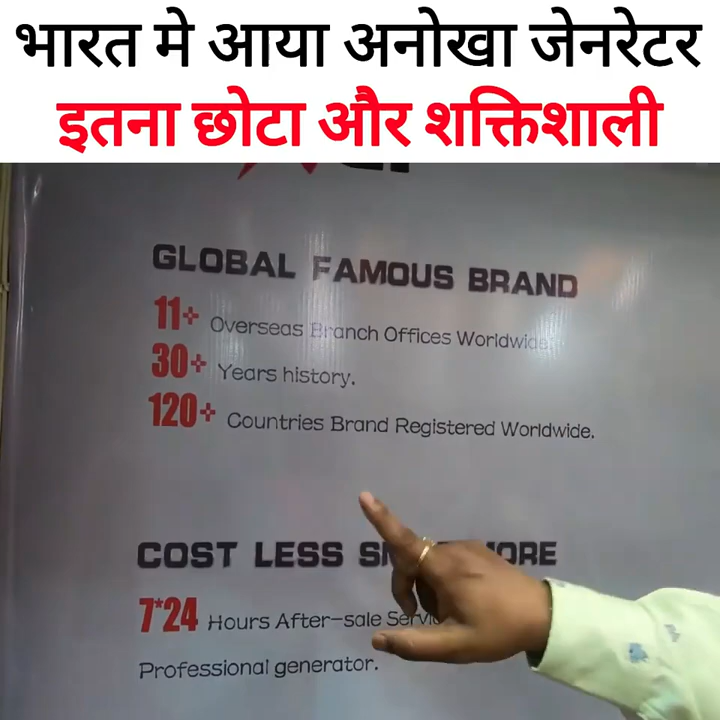 भारत मे आया अनोखा जेनरेटर
इतना छोटा और शक्तिशाली
GLOBAL FAMOUS BRAND
11+ Overseas Branch Offices Worldwide.
30+ Years history.
120+ Countries Brand Registered Worldwide.
COST LESS
7*24 Hours After-sale
Professional generator.